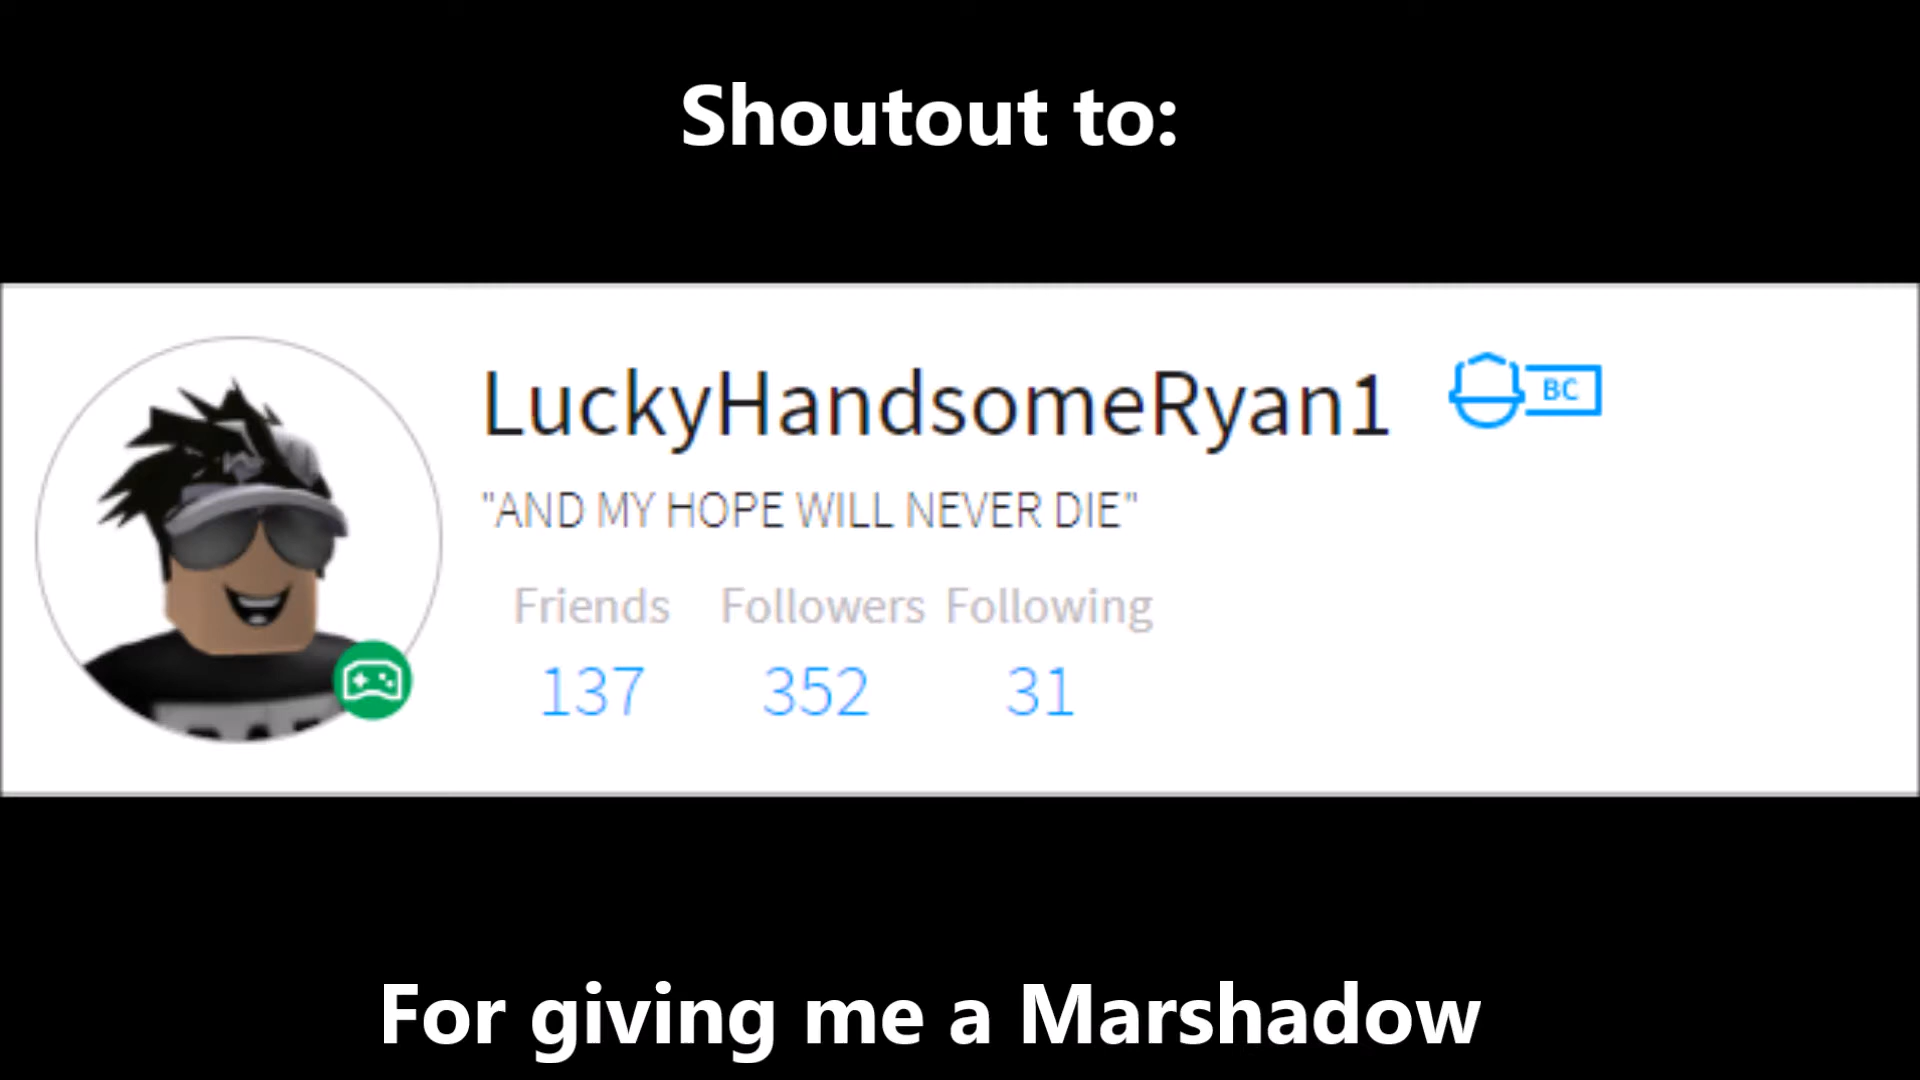 Shoutout to:
LuckyHandsomeRyan1
BC
"AND MY HOPE WILL NEVER DIE"
Friends Followers Following
137 352 31
For giving me a Marshadow